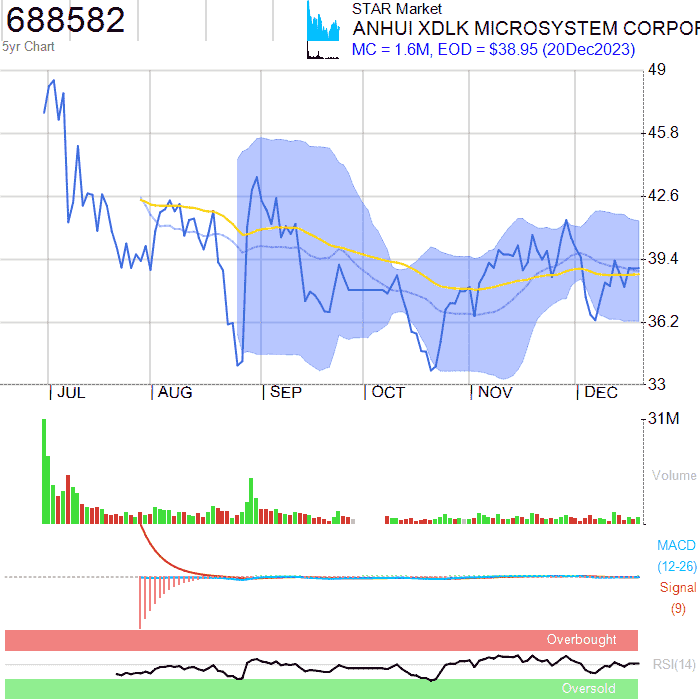 688582
5yr Chart
STAR Market
ANHUI XDLK MICROSYSTEM CORPOR
MC = 1.6M, EOD = $38.95 (20Dec2023)
49
45.8
42.6
39.4
36.2
33
JUL AUG SEP OCT NOV DEC
31M
Volume
MACD
(12-26)
Signal
(9)
Overbought
RSI(14)
Oversold